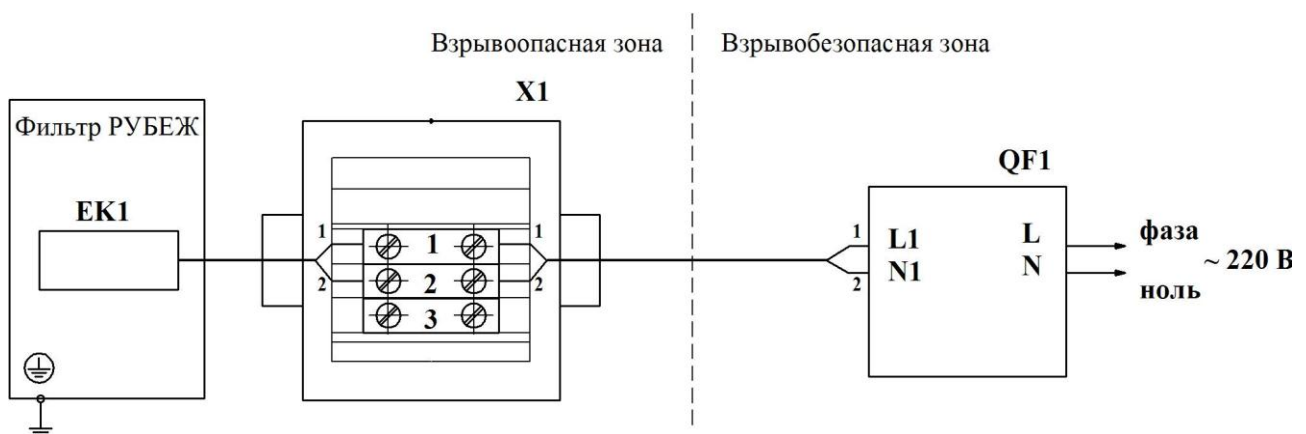 Взрывоопасная зона
Взрывобезопасная зона
X1
Фильтр РУБЕЖ
EK1
QF1
1
1
1
2
2
2
3
1
2
L1
N1
L
N
фаза
~ 220 В
ноль